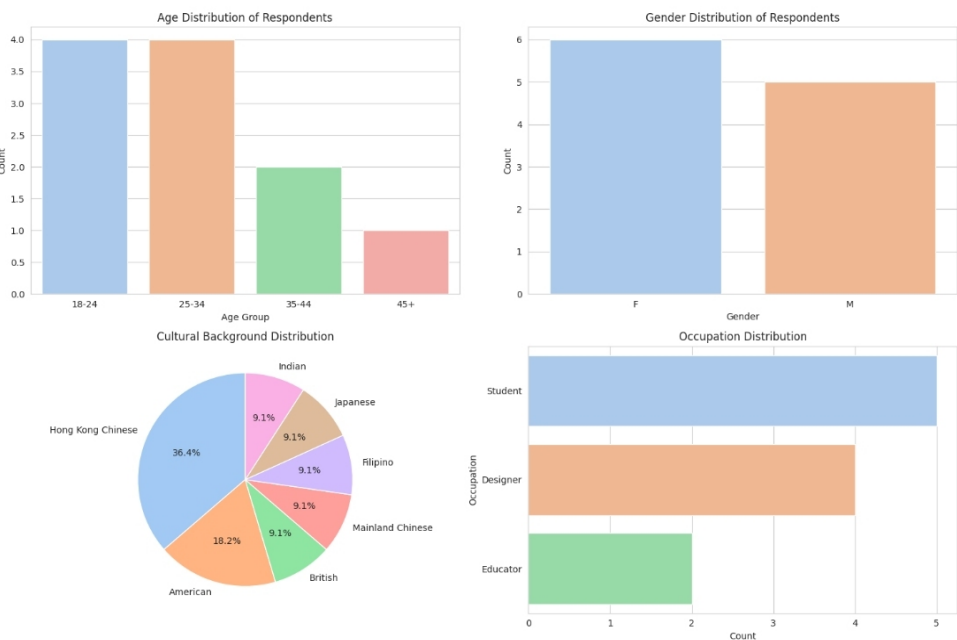 Age Distribution of Respondents
4.0
3.5
3.0
2.5
2.0
1.5
1.0
0.5
0.0
Count
18-24
25-34
35-44
45+
Age Group
Gender Distribution of Respondents
6
5
4
3
2
1
0
Count
F
M
Gender
Cultural Background Distribution
Indian
Japanese
Hong Kong Chinese
Filipino
Mainland Chinese
British
American
9.1%
9.1%
36.4%
9.1%
9.1%
9.1%
18.2%
Occupation Distribution
Student
Designer
Educator
Occupation
0
1
2
3
4
5
Count